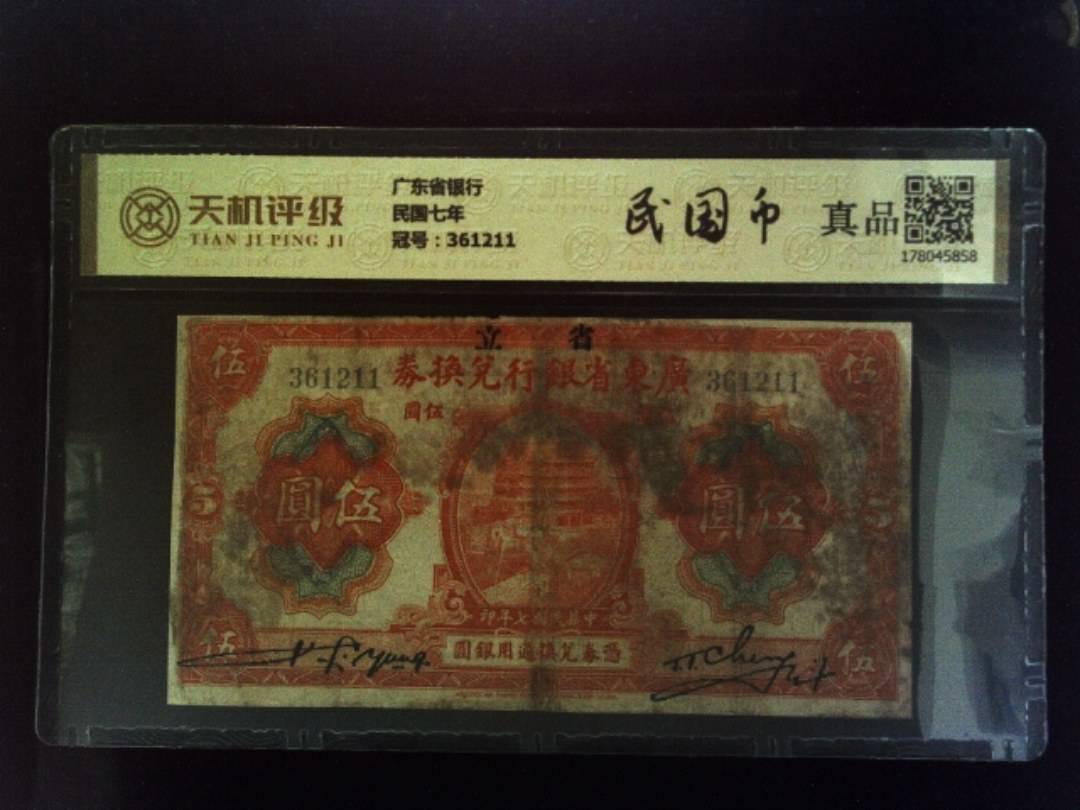 天机评级
TIAN JI PING JI
广东省银行
民国七年
冠号：361211
民国币
真品
178045858
立省
361211 券換兌行銀省東廣 361211
圓伍
伍 伍
圓伍 圓伍
5 5
印年七國民華中
5 5
圓銀用通換兌券憑
伍 伍